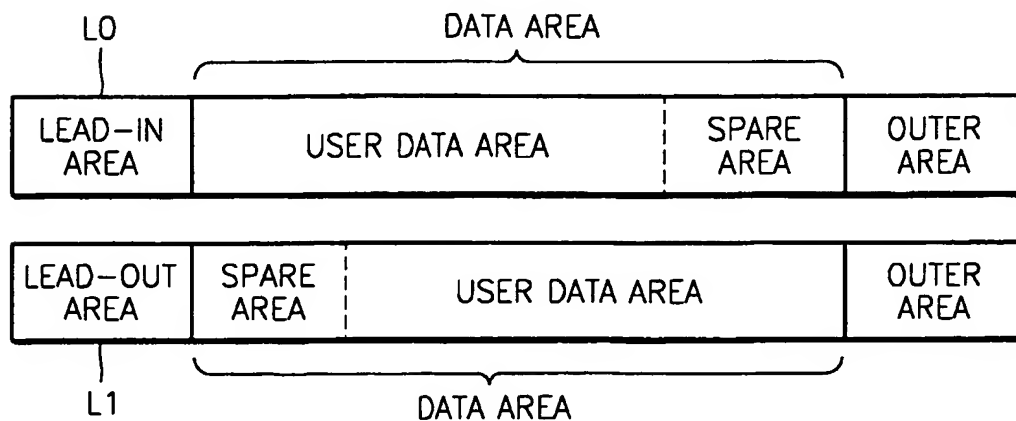 L0
DATA AREA
LEAD-IN
AREA
USER DATA AREA
SPARE
AREA
OUTER
AREA
LEAD-OUT
AREA
SPARE
AREA
USER DATA AREA
OUTER
AREA
L1
DATA AREA